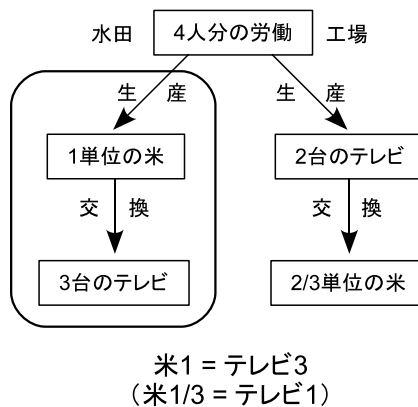 水田 4人分の労働 工場
生 産 生 産
1単位の米 2台のテレビ
交 換 交 換
3台のテレビ 2/3単位の米
米1 = テレビ3
(米1/3 = テレビ1)